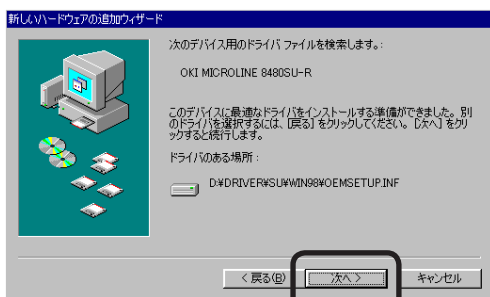 新しいハードウェアの追加ウィザード
次のデバイス用のドライバ ファイルを検索します。:
OKI MICROLINE 8480SU-R
このデバイスに最適なドライバをインストールする準備ができました。別
のドライバを選択するには、[戻る] をクリックしてください。[次へ] をクリ
ックすると続行します。
ドライバのある場所:
D:¥DRIVER¥SU¥WIN98¥OEMSETUP.INF
< 戻る(B)
次へ >
キャンセル